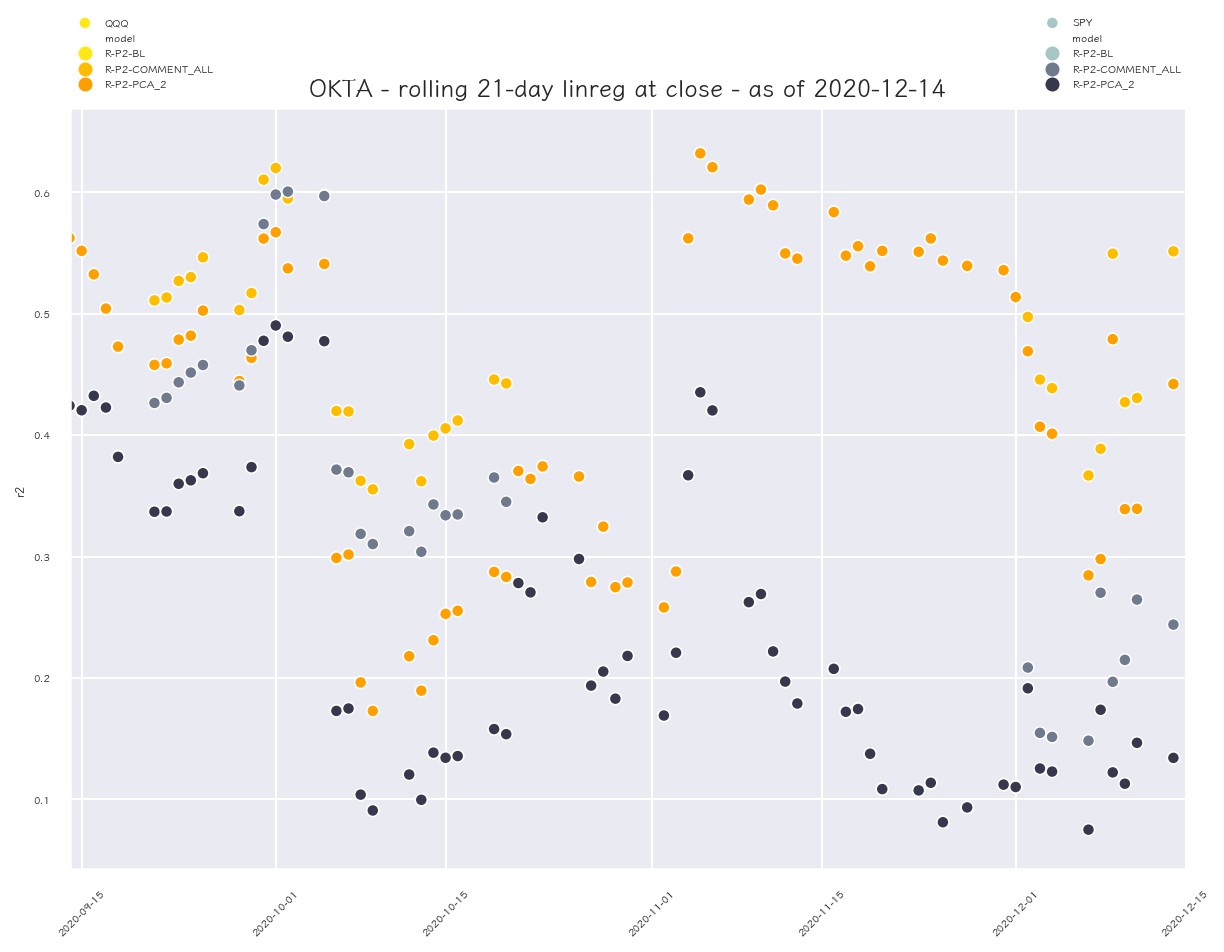 QQQ
model
R-P2-BL
R-P2-COMMENT_ALL
R-P2-PCA_2
SPY
model
R-P2-BL
R-P2-COMMENT_ALL
R-P2-PCA_2
OKTA - rolling 21-day linreg at close - as of 2020-12-14
r2
0.6
0.5
0.4
0.3
0.2
0.1
2020-09-15
2020-10-01
2020-10-15
2020-11-01
2020-11-15
2020-12-01
2020-12-15